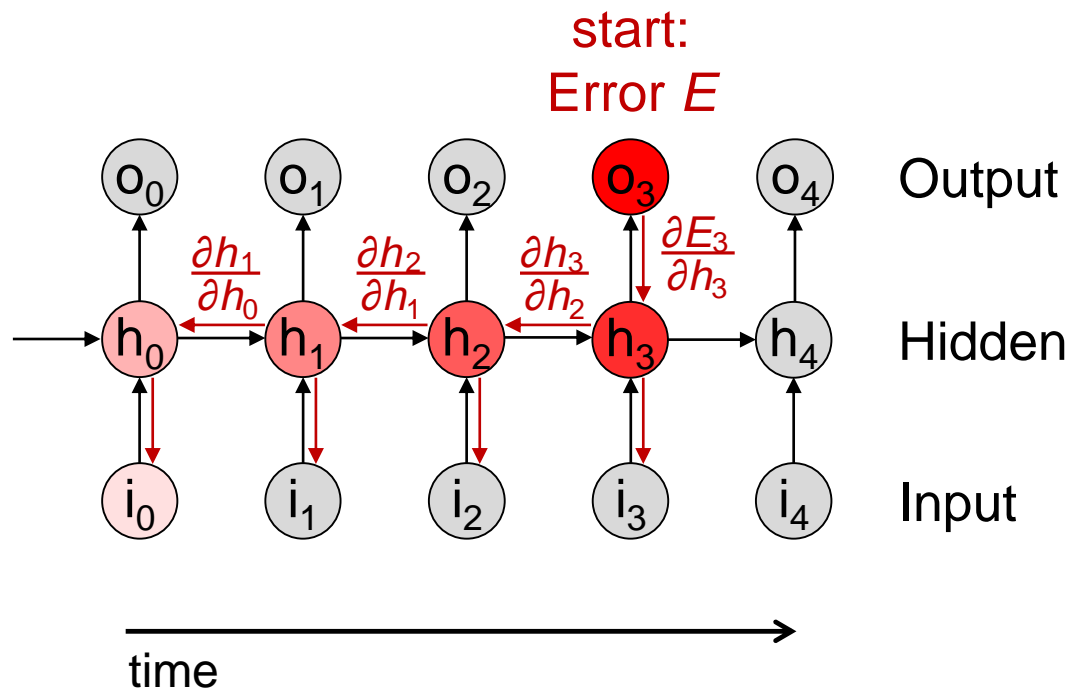 start:
Error E
o₀ o₁ o₂ o₃ o₄ Output
∂h₁/∂h₀ ∂h₂/∂h₁ ∂h₃/∂h₂ ∂E₃/∂h₃
h₀ h₁ h₂ h₃ h₄ Hidden
i₀ i₁ i₂ i₃ i₄ Input
time